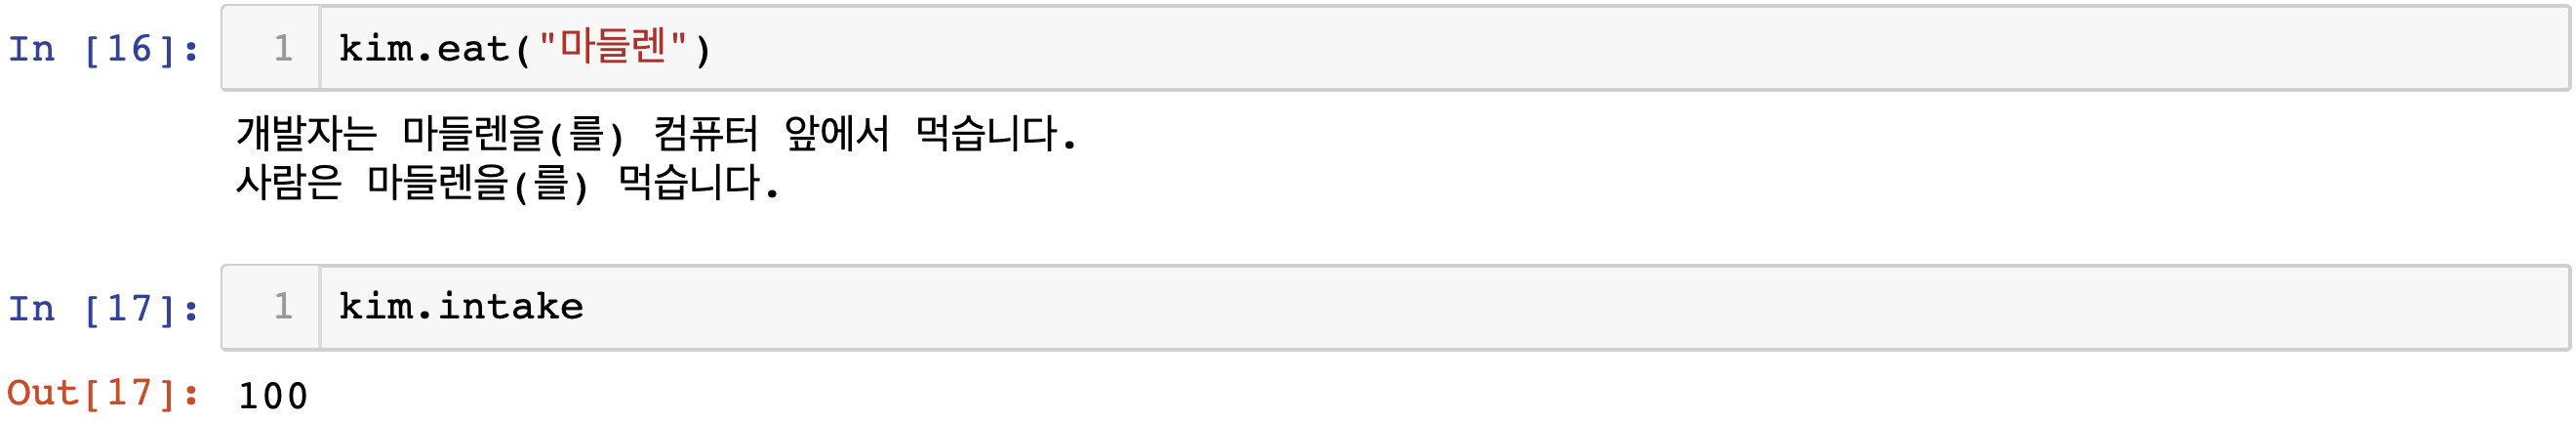 In [16]: 1 kim.eat("마들렌")
개발자는 마들렌을(를) 컴퓨터 앞에서 먹습니다.
사람은 마들렌을(를) 먹습니다.
In [17]: 1 kim.intake
Out[17]: 100